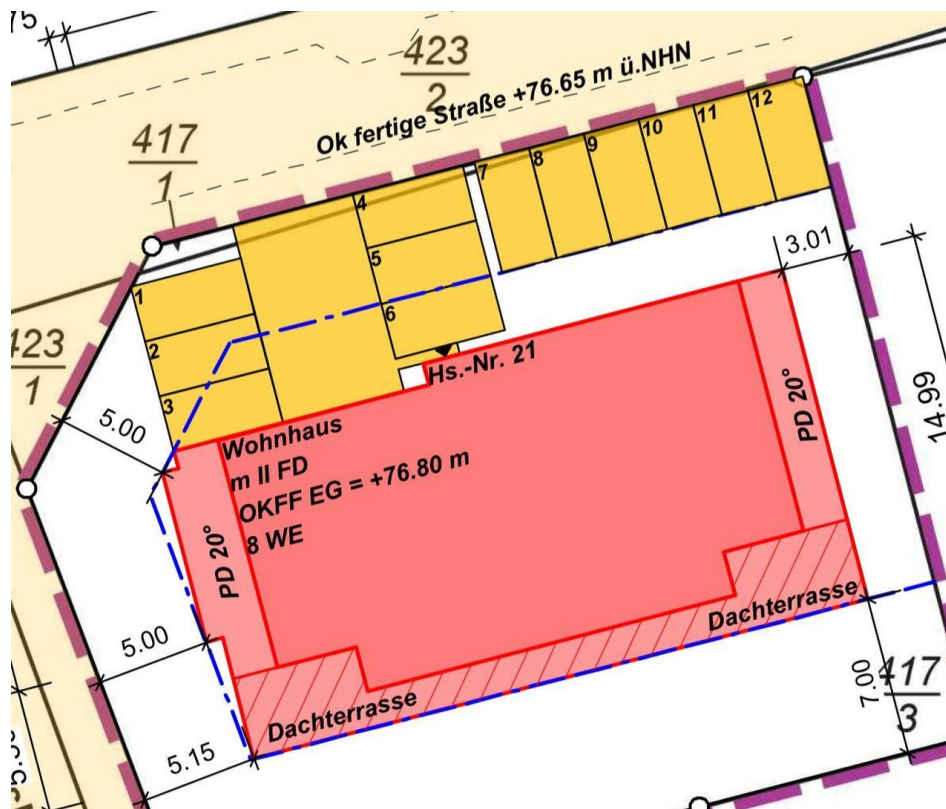 75
423
2
Ok fertige Straße +76.65 m ü.NHN
417
1
12
11
10
9
8
7
4
5
6
1
2
3
3.01
423
1
Hs.-Nr. 21
5.00
14.99
PD 20°
Wohnhaus
m II FD
OKFF EG = +76.80 m
8 WE
PD 20°
Dachterrasse
5.00
7.00
417
3
Dachterrasse
5.15